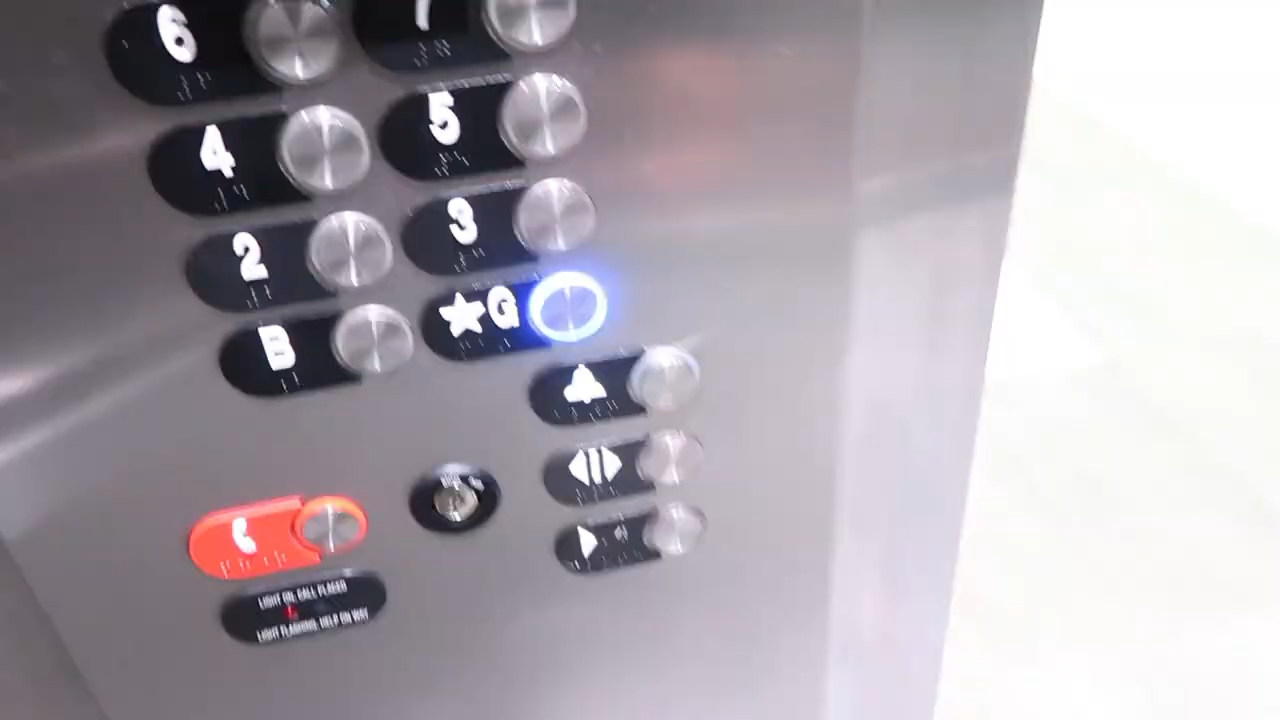 6 7
4 5
2 3
B ★G
LIGHT ON, CALL PLACED
LIGHT FLASHING, HELP ON WAY